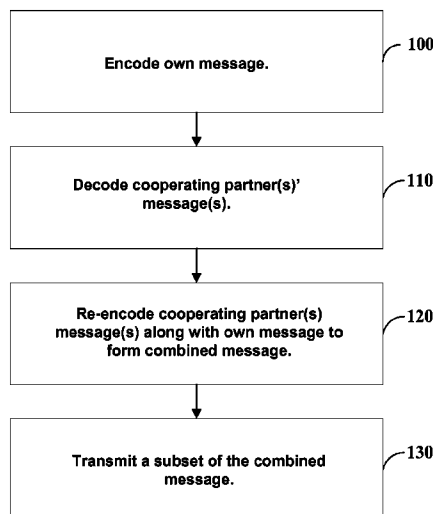 Encode own message.
100
Decode cooperating partner(s)'
message(s).
110
Re-encode cooperating partner(s)
message(s) along with own message to
form combined message.
120
Transmit a subset of the combined
message.
130